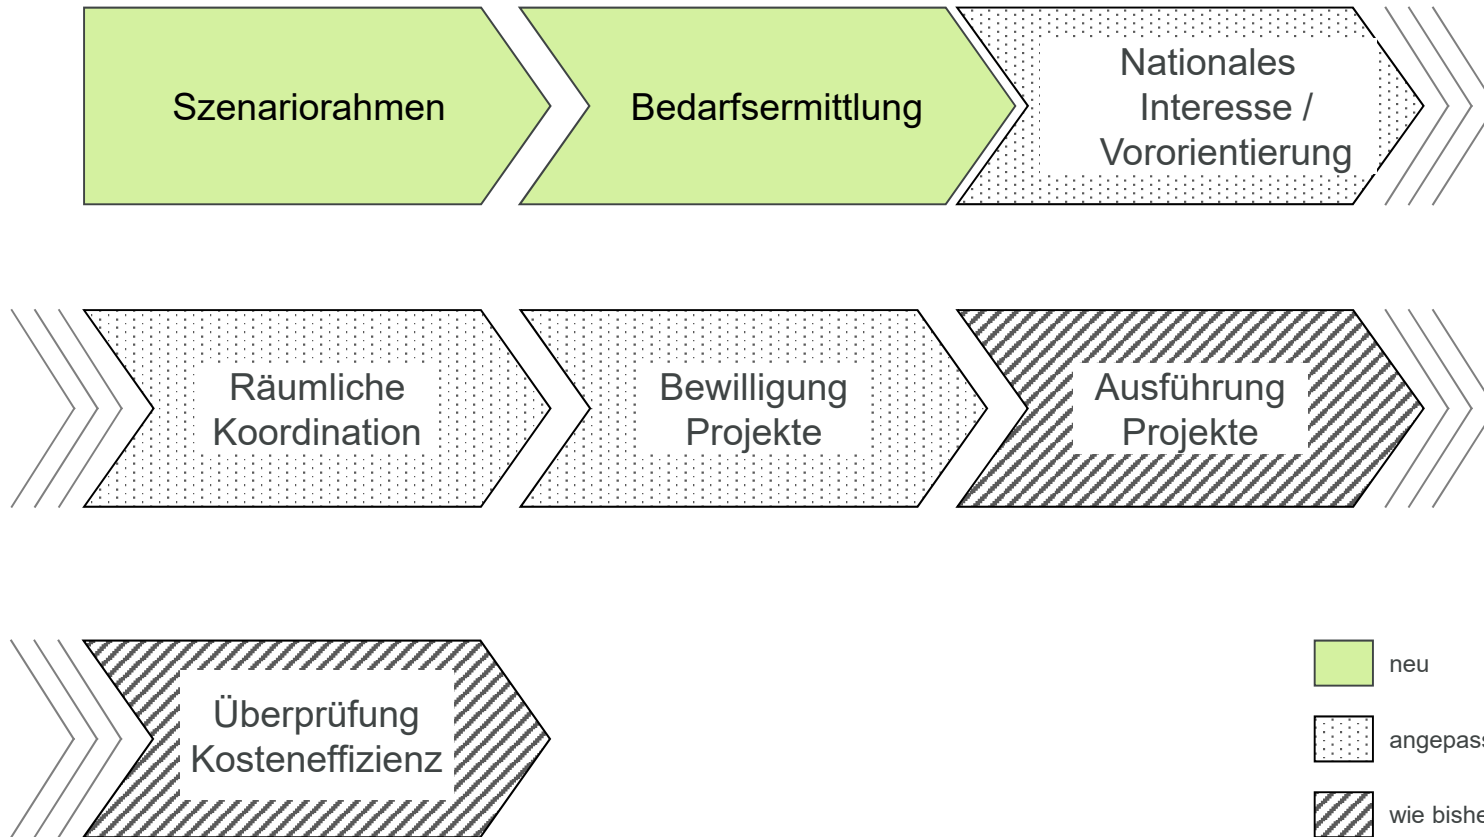 Szenariorahmen
Bedarfsermittlung
Nationales
Interesse /
Vororientierung
Räumliche
Koordination
Bewilligung
Projekte
Ausführung
Projekte
Überprüfung
Kosteneffizienz
neu
angepass
wie bishe